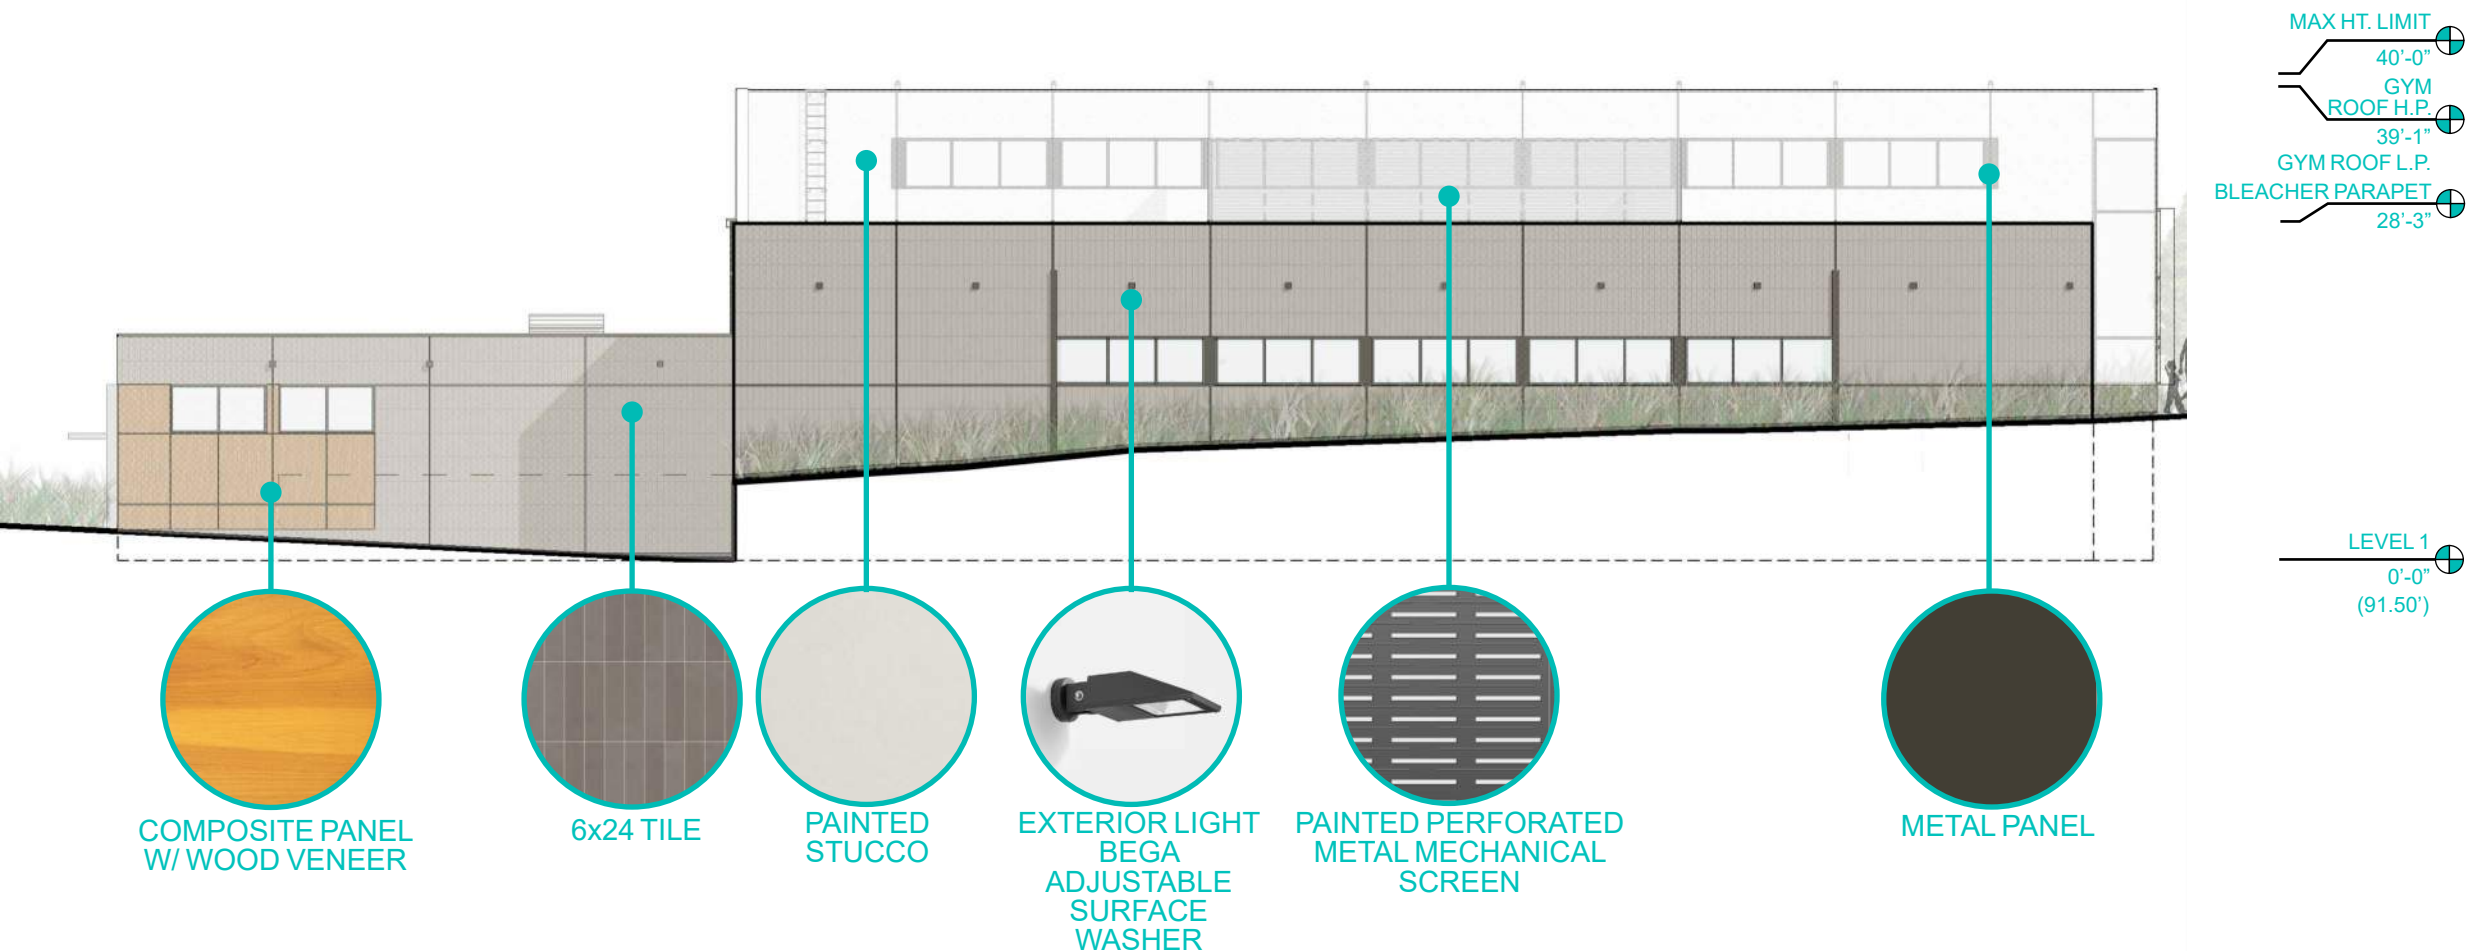 MAX HT. LIMIT
40’-0”
GYM
ROOF H.P.
39’-1”
GYM ROOF L.P.
BLEACHER PARAPET
28’-3”
LEVEL 1
0’-0”
(91.50’)
COMPOSITE PANEL
W/ WOOD VENEER
6x24 TILE
PAINTED
STUCCO
EXTERIOR LIGHT
BEGA
ADJUSTABLE
SURFACE
WASHER
PAINTED PERFORATED
METAL MECHANICAL
SCREEN
METAL PANEL